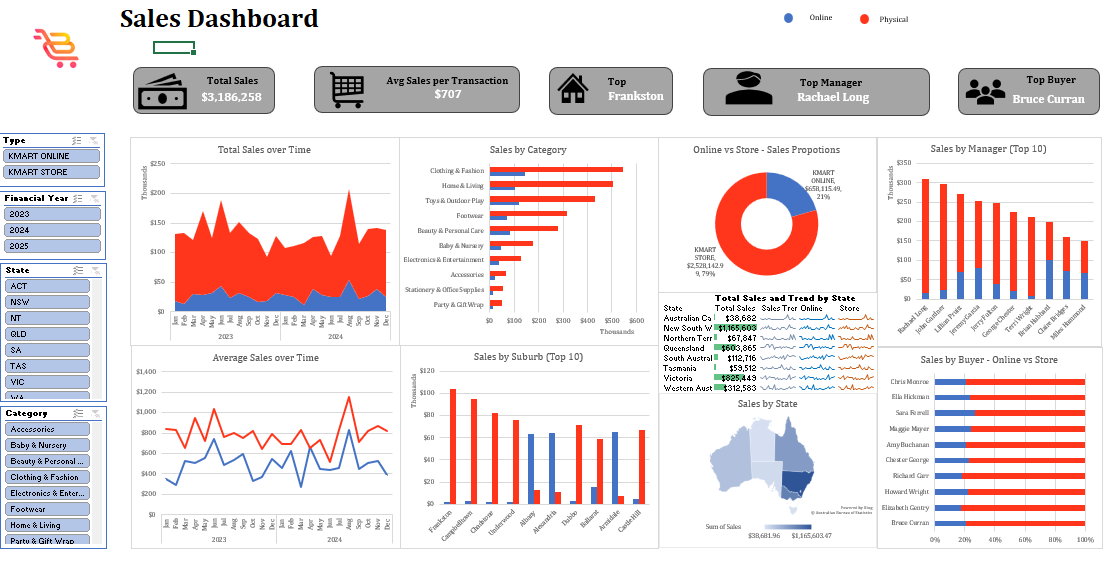 Sales Dashboard
Online
Physical
Total Sales
$3,186,258
Avg Sales per Transaction
$707
Top
Frankston
Top Manager
Rachael Long
Top Buyer
Bruce Curran
Type
KMART ONLINE
KMART STORE
Financial Year
2023
2024
2025
State
ACT
NSW
NT
QLD
SA
TAS
VIC
WA
Category
Accessories
Baby & Nursery
Beauty & Personal ...
Clothing & Fashion
Electronics & Enter...
Footwear
Home & Living
Party & Gift Wrap
Total Sales over Time
Thousands
$250
$200
$150
$100
$50
$0
Jan Feb Mar Apr May Jun Jul Aug Sep Oct Nov Dec Jan Feb Mar Apr May Jun Jul Aug Sep Oct Nov Dec
2023 2024
Sales by Category
Clothing & Fashion
Home & Living
Toys & Outdoor Play
Footwear
Beauty & Personal Care
Baby & Nursery
Electronics & Entertainment
Accessories
Stationery & Office Supplies
Party & Gift Wrap
$0 $100 $200 $300 $400 $500 $600
Thousands
Online vs Store - Sales Propotions
KMART
ONLINE,
$658,115.49,
21%
KMART
STORE,
$2,528,142.9
9, 79%
Sales by Manager (Top 10)
Thousands
$350
$300
$250
$200
$150
$100
$50
$0
Rachael Long
John Gardner
Lilian Pratt
Jeremy Garcia
Jerry Folkon
George Chester
Terri Wright
Brian Husband
Claire Bridges
Miles Hammond
Total Sales and Trend by State
State Total Sales Sales Tren Online Store
Australian Ca $38,682
New South W $1,165,603
Northern Terr $67,847
Queensland $603,865
South Austral $112,716
Tasmania $59,512
Victoria $825,449
Western Aust $312,583
Average Sales over Time
$1,400
$1,200
$1,000
$800
$600
$400
$200
$0
Jan Feb Mar Apr May Jun Jul Aug Sep Oct Nov Dec Jan Feb Mar Apr May Jun Jul Aug Sep Oct Nov Dec
2023 2024
Sales by Suburb (Top 10)
Thousands
$120
$100
$80
$60
$40
$20
$0
Frankston
Campbelltown
Chadstone
Underwood
Albany
Alexandria
Dubbo
Ballarat
Armidale
Castle Hill
Sales by State
Powered by Bing
© Australian Bureau of Statistics
Sum of Sales
$38,681.96 $1,165,603.47
Sales by Buyer - Online vs Store
Chris Monroe
Ella Hickman
Sara Ferrell
Maggie Mayer
Amy Buchanan
Chester George
Richard Carr
Howard Wright
Elizabeth Gentry
Bruce Curran
0% 20% 40% 60% 80% 100%